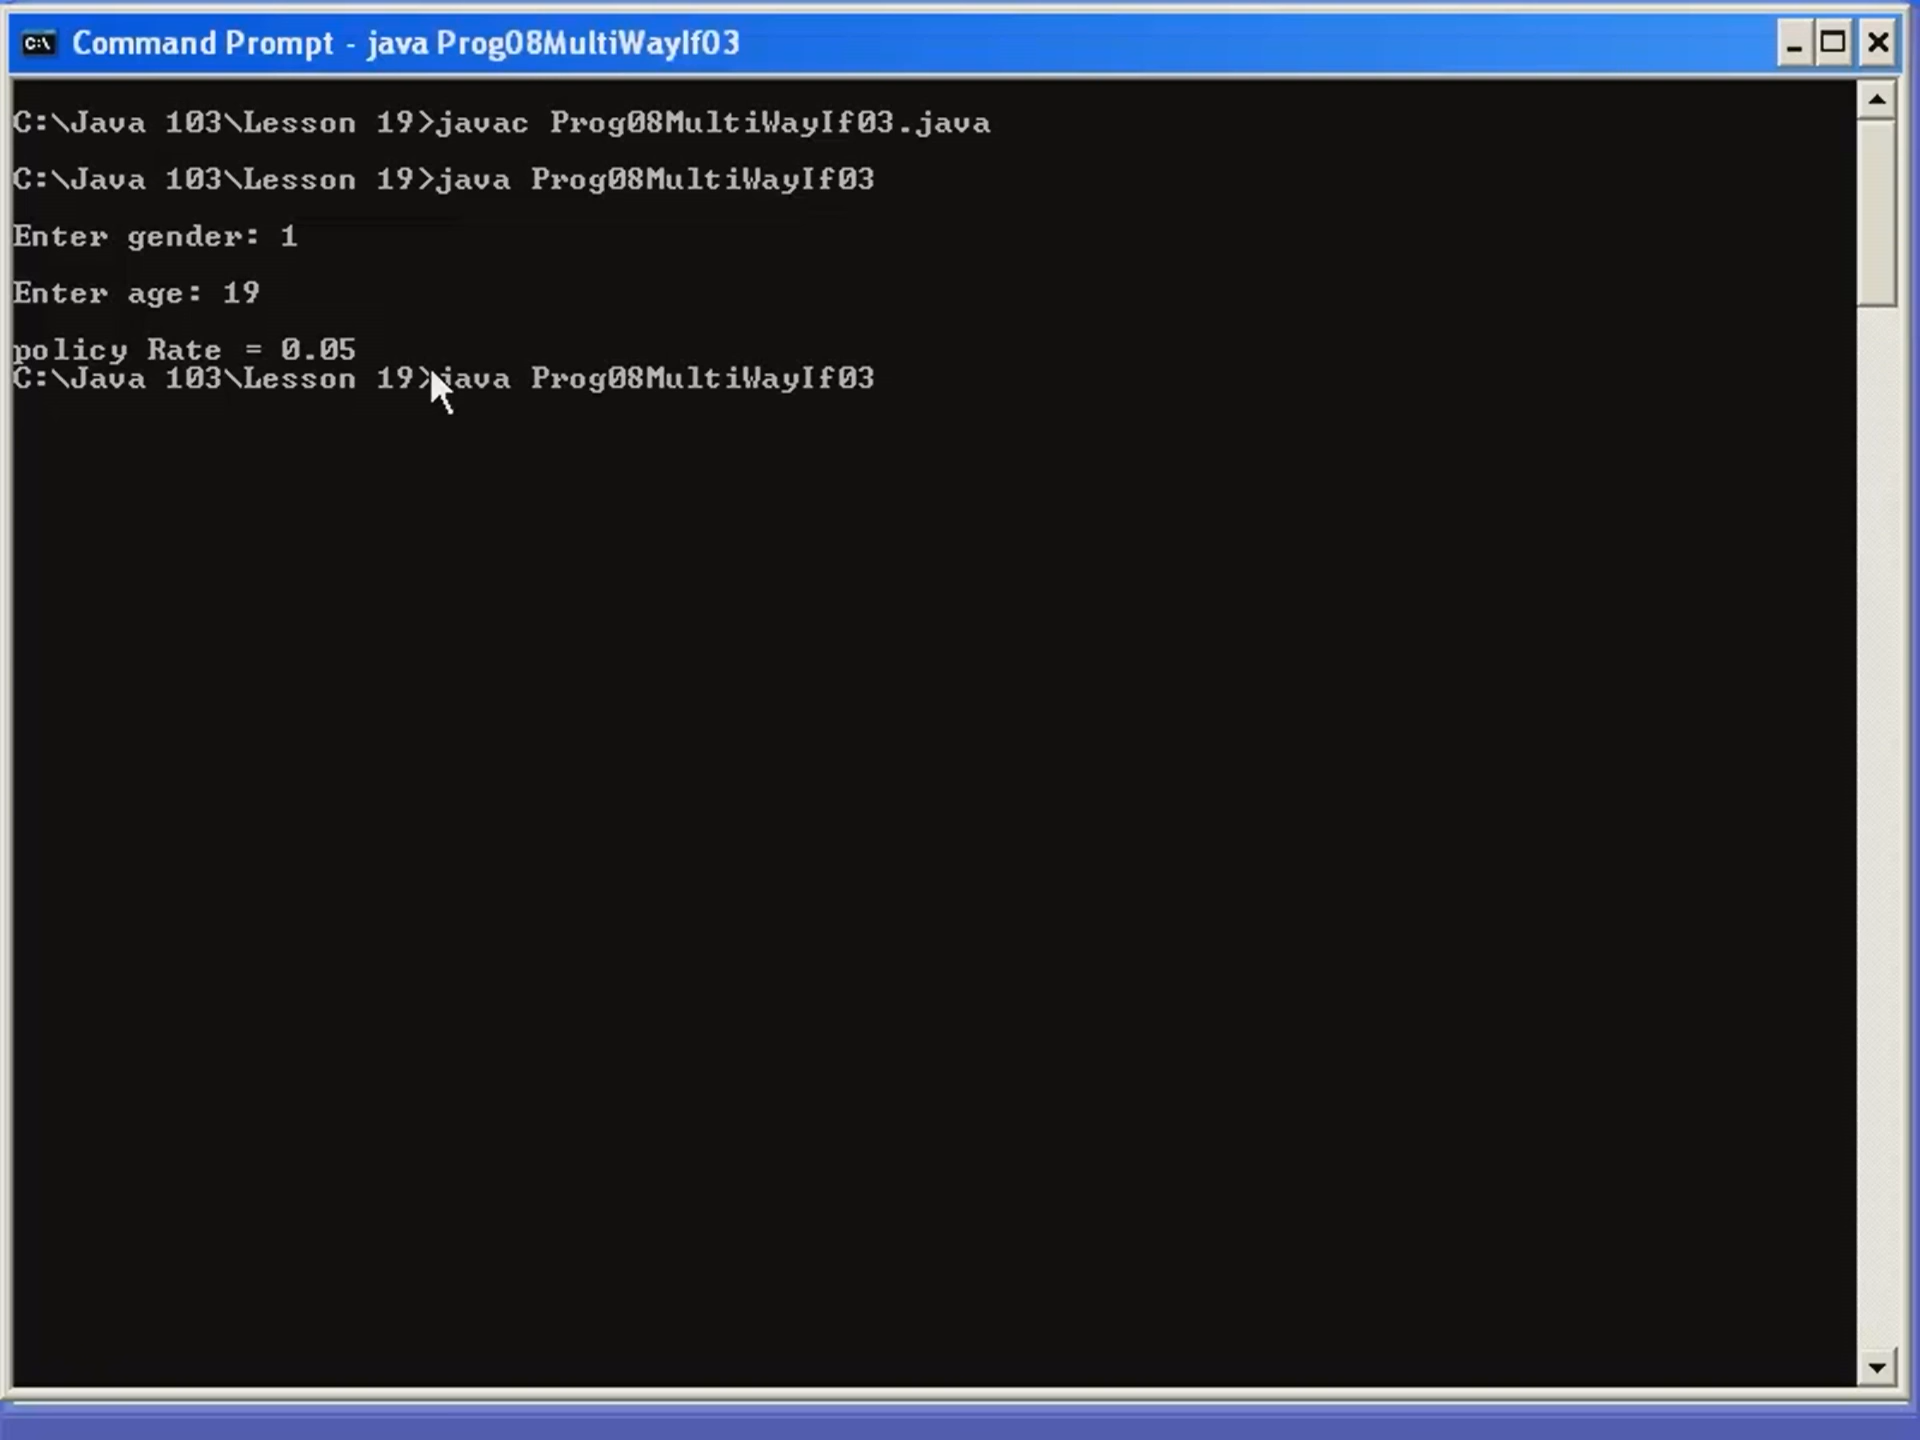 Command Prompt - java Prog08MultiWayIf03
C:\Java 103\Lesson 19>javac Prog08MultiWayIf03.java
C:\Java 103\Lesson 19>java Prog08MultiWayIf03
Enter gender: 1
Enter age: 19
policy Rate = 0.05
C:\Java 103\Lesson 19>java Prog08MultiWayIf03